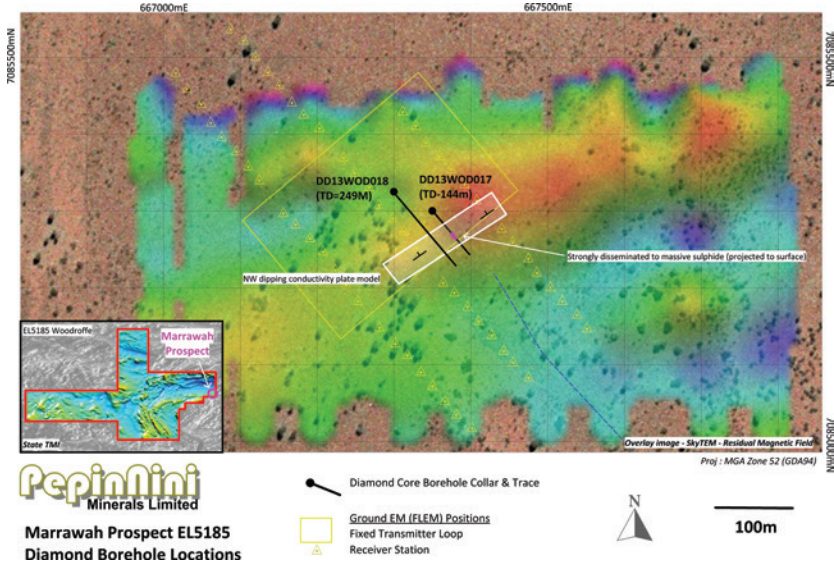 667000mE
667500mE
7085500mN
7085500mN
DD13WOD018
(TD=249M)
DD13WOD017
(TD-144m)
Strongly disseminated to massive sulphide (projected to surface)
NW dipping conductivity plate model
EL5185 Woodroffe
Marrawah
Prospect
State TMI
Overlay image - SkyTEM - Residual Magnetic Field
7085000mN
Proj : MGA Zone 52 (GDA94)
PepinNini
Minerals Limited
Marrawah Prospect EL5185
Diamond Borehole Locations
Diamond Core Borehole Collar & Trace
Ground EM (FLEM) Positions
Fixed Transmitter Loop
Receiver Station
N
100m